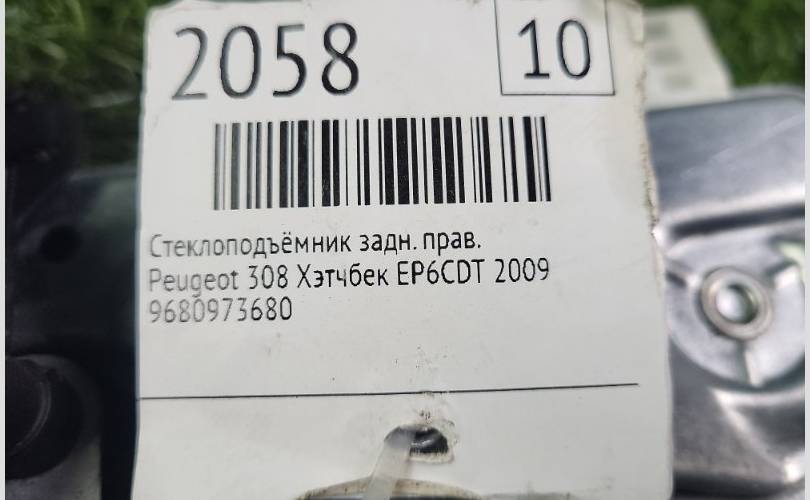 2058
10
Стеклоподъёмник задн. прав.
Peugeot 308 Хэтчбек EP6CDT 2009
9680973680